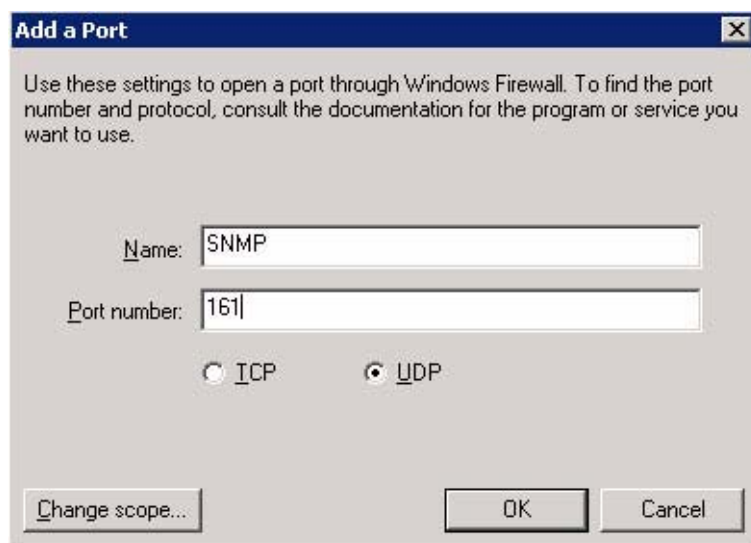 Add a Port
Use these settings to open a port through Windows Firewall. To find the port
number and protocol, consult the documentation for the program or service you
want to use.
Name: SNMP
Port number: 161
TCP UDP
Change scope... OK Cancel